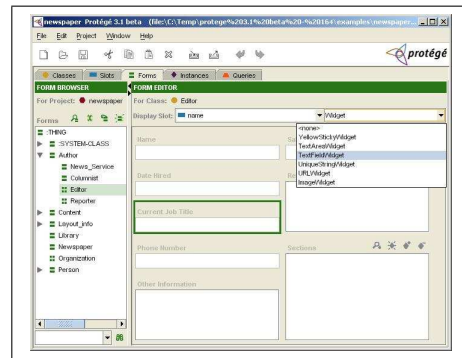 newspaper Protégé 3.1 beta (file:\C:\Temp\protege%203.1%20beta%20-%20164\examples\newspaper...
File Edit Project Window Help
protégé
Classes Slots Forms Instances Queries
FORM BROWSER
For Project: newspaper
Forms
:THING
:SYSTEM-CLASS
Author
News_Service
Columnist
Editor
Reporter
Content
Layout_info
Library
Newspaper
Organization
Person
FORM EDITOR
For Class: Editor
Display Slot: name
Widget
<none>
YellowStickyWidget
TextAreaWidget
TextFieldWidget
UniqueStringWidget
URLWidget
ImageWidget
Name
Date Hired
Current Job Title
Phone Number
Sections
Other Information